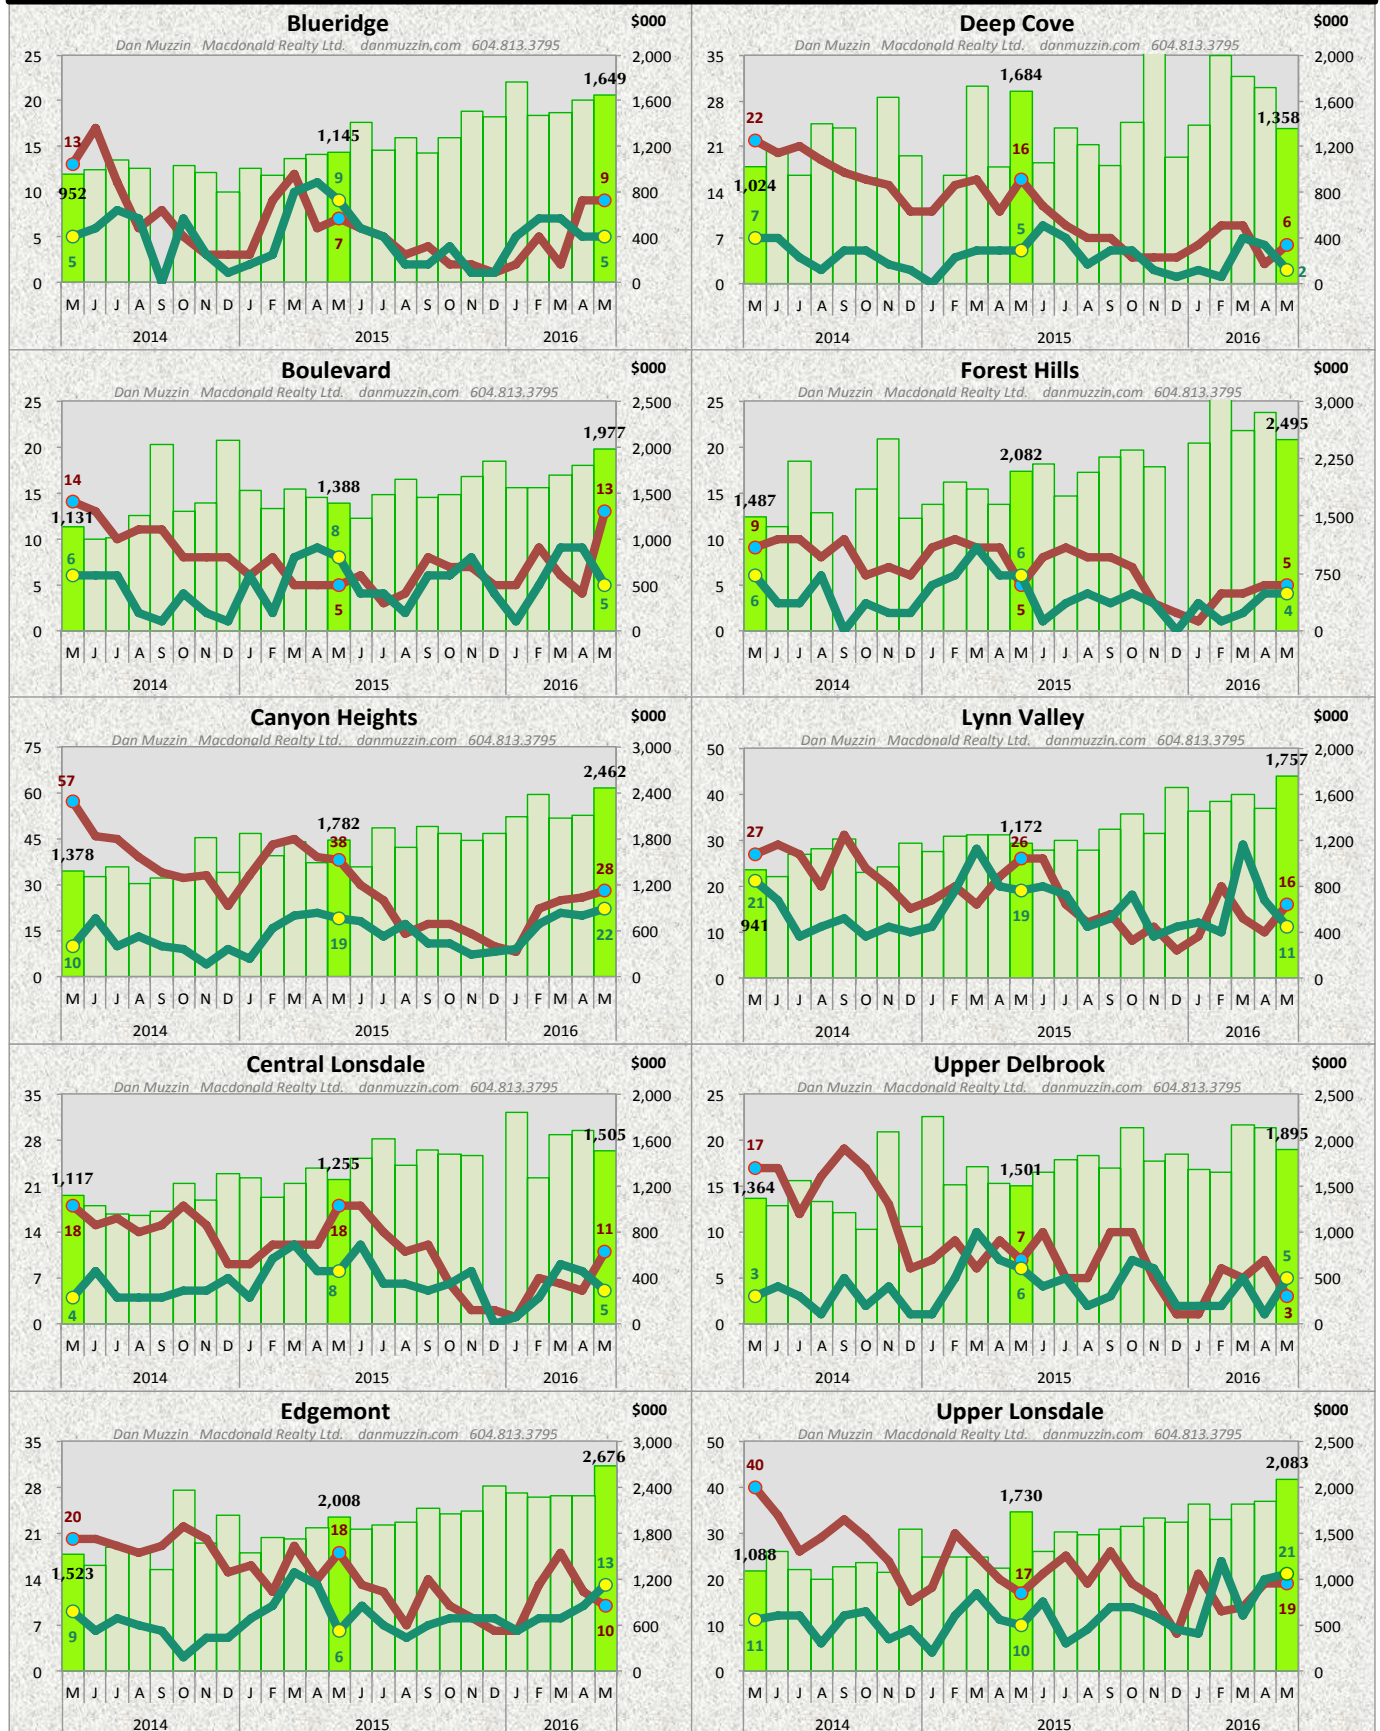 Blueridge $000
Dan Muzzin Macdonald Realty Ltd. danmuzzin.com 604.813.3795
25 2,000
20 1,600
15 1,200
10 800
5 400
0 0
13 952 5 1,145 9 7 1,649 9 5
M J J A S O N D J F M A M J J A S O N D J F M A M
2014 2015 2016
Deep Cove $000
Dan Muzzin Macdonald Realty Ltd. danmuzzin.com 604.813.3795
35 2,000
28 1,600
21 1,200
14 800
7 400
0 0
22 1,024 7 1,684 16 5 1,358 6 2
M J J A S O N D J F M A M J J A S O N D J F M A M
2014 2015 2016
Boulevard $000
Dan Muzzin Macdonald Realty Ltd. danmuzzin.com 604.813.3795
25 2,500
20 2,000
15 1,500
10 1,000
5 500
0 0
14 1,131 6 1,388 8 5 1,977 13 5
M J J A S O N D J F M A M J J A S O N D J F M A M
2014 2015 2016
Forest Hills $000
Dan Muzzin Macdonald Realty Ltd. danmuzzin.com 604.813.3795
25 3,000
20 2,250
15 1,500
10 750
5 0
0
1,487 9 6 2,082 6 5 2,495 5 4
M J J A S O N D J F M A M J J A S O N D J F M A M
2014 2015 2016
Canyon Heights $000
Dan Muzzin Macdonald Realty Ltd. danmuzzin.com 604.813.3795
75 3,000
60 2,400
45 1,800
30 1,200
15 600
0 0
57 1,378 10 1,782 38 19 2,462 28 22
M J J A S O N D J F M A M J J A S O N D J F M A M
2014 2015 2016
Lynn Valley $000
Dan Muzzin Macdonald Realty Ltd. danmuzzin.com 604.813.3795
50 2,000
40 1,600
30 1,200
20 800
10 400
0 0
27 21 941 1,172 26 19 1,757 16 11
M J J A S O N D J F M A M J J A S O N D J F M A M
2014 2015 2016
Central Lonsdale $000
Dan Muzzin Macdonald Realty Ltd. danmuzzin.com 604.813.3795
35 2,000
28 1,600
21 1,200
14 800
7 400
0 0
1,117 18 4 1,255 18 8 1,505 11 5
M J J A S O N D J F M A M J J A S O N D J F M A M
2014 2015 2016
Upper Delbrook $000
Dan Muzzin Macdonald Realty Ltd. danmuzzin.com 604.813.3795
25 2,500
20 2,000
15 1,500
10 1,000
5 500
0 0
17 1,364 3 1,501 7 6 1,895 5 3
M J J A S O N D J F M A M J J A S O N D J F M A M
2014 2015 2016
Edgemont $000
Dan Muzzin Macdonald Realty Ltd. danmuzzin.com 604.813.3795
35 3,000
28 2,400
21 1,800
14 1,200
7 600
0 0
20 1,523 9 2,008 18 6 2,676 13 10
M J J A S O N D J F M A M J J A S O N D J F M A M
2014 2015 2016
Upper Lonsdale $000
Dan Muzzin Macdonald Realty Ltd. danmuzzin.com 604.813.3795
50 2,500
40 2,000
30 1,500
20 1,000
10 500
0 0
40 1,088 11 1,730 17 10 2,083 21 19
M J J A S O N D J F M A M J J A S O N D J F M A M
2014 2015 2016